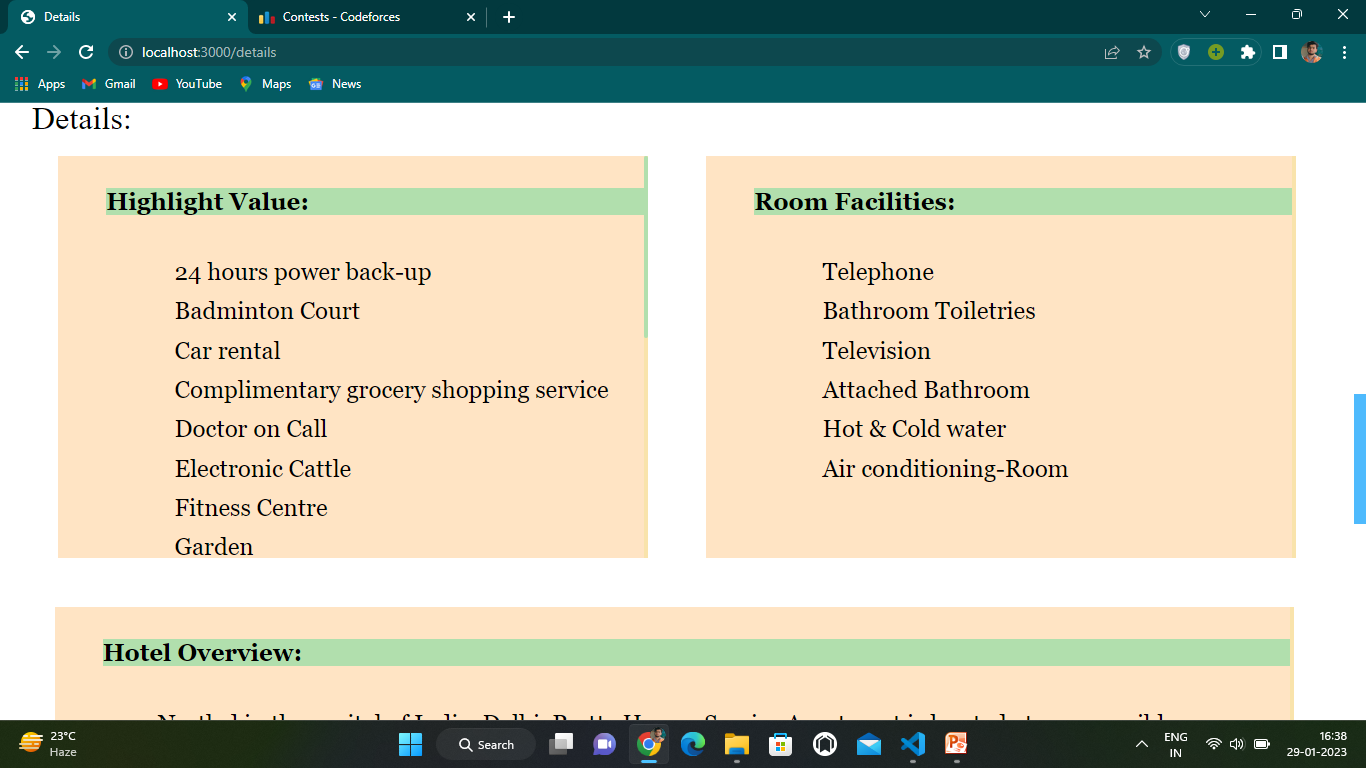 Details
Contests - Codeforces
localhost:3000/details
Apps
Gmail
YouTube
Maps
News
Details:
Highlight Value:
24 hours power back-up
Badminton Court
Car rental
Complimentary grocery shopping service
Doctor on Call
Electronic Cattle
Fitness Centre
Garden
Room Facilities:
Telephone
Bathroom Toiletries
Television
Attached Bathroom
Hot & Cold water
Air conditioning-Room
Hotel Overview:
23°C
Haze
Search
ENG
IN
16:38
29-01-2023